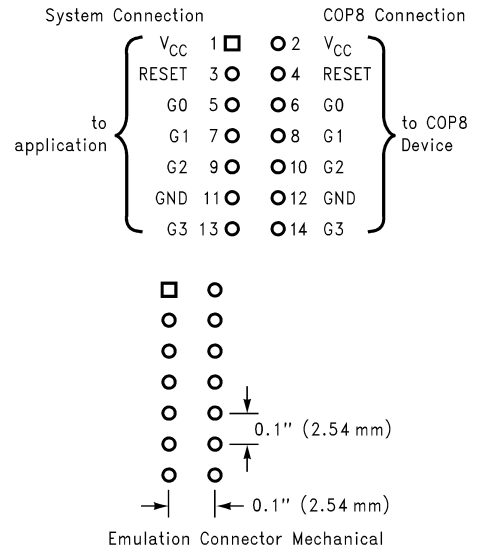 System Connection COP8 Connection
VCC 1 2 VCC
RESET 3 4 RESET
G0 5 6 G0
to application
G1 7 8 G1
to COP8 Device
G2 9 10 G2
GND 11 12 GND
G3 13 14 G3
0.1" (2.54 mm)
0.1" (2.54 mm)
Emulation Connector Mechanical